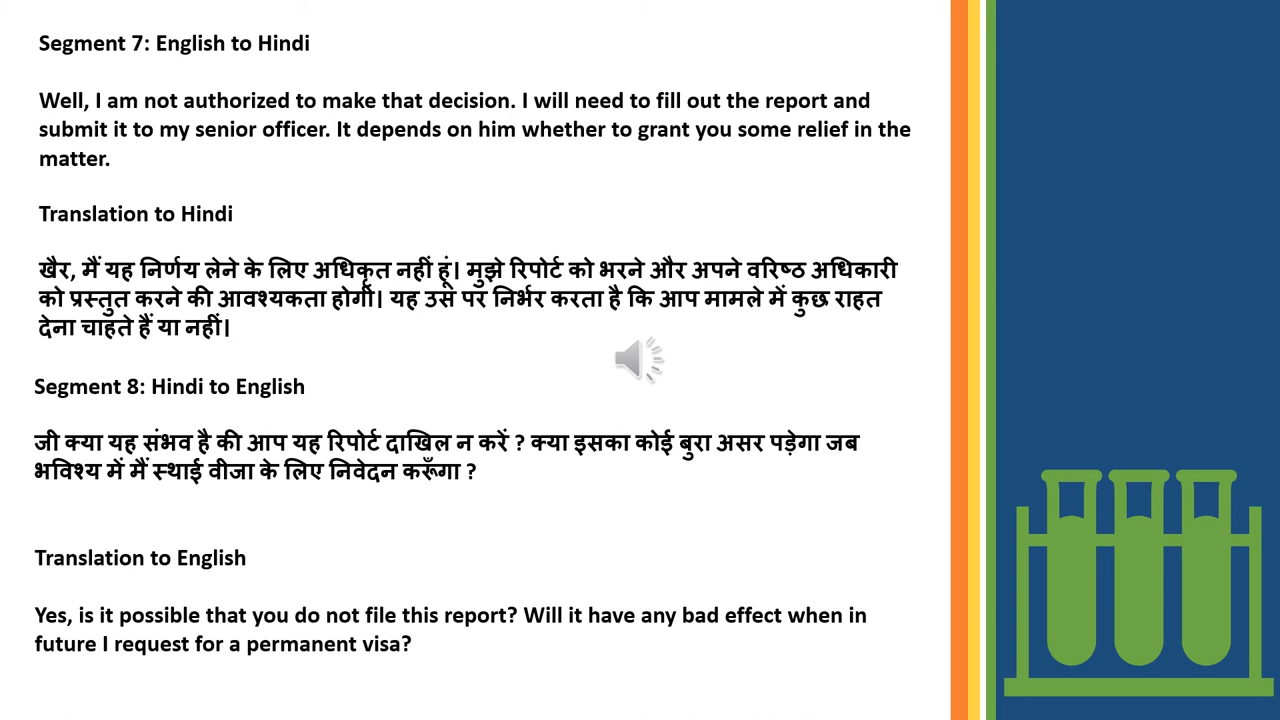 Segment 7: English to Hindi
Well, I am not authorized to make that decision. I will need to fill out the report and
submit it to my senior officer. It depends on him whether to grant you some relief in the
matter.
Translation to Hindi
खैर, मैं यह निर्णय लेने के लिए अधिकृत नहीं हूं। मुझे रिपोर्ट को भरने और अपने वरिष्ठ अधिकारी
को प्रस्तुत करने की आवश्यकता होगी। यह उस पर निर्भर करता है कि आप मामले में कुछ राहत
देना चाहते हैं या नहीं।
Segment 8: Hindi to English
जी क्या यह संभव है की आप यह रिपोर्ट दाखिल न करें ? क्या इसका कोई बुरा असर पड़ेगा जब
भविश्य में मैं स्थाई वीजा के लिए निवेदन करूँगा ?
Translation to English
Yes, is it possible that you do not file this report? Will it have any bad effect when in
future I request for a permanent visa?